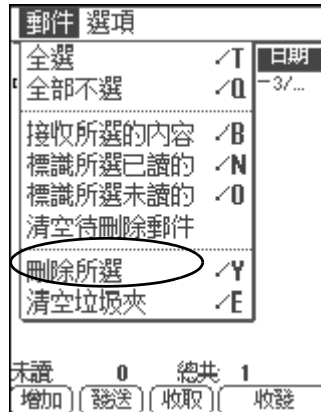 郵件 選項
全選 ⁄T 日期
全部不選 ⁄Q -3/...
接收所選的內容 ⁄B
標識所選已讀的 ⁄N
標識所選未讀的 ⁄O
清空待刪除郵件
刪除所選 ⁄Y
清空垃圾夾 ⁄E
未讀 0 總共 1
增加 發送 收取 收發